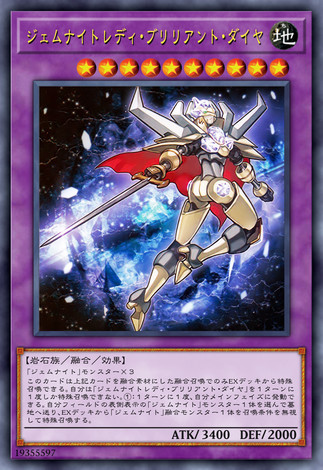 ジェムナイトレディ・ブリリアント・ダイヤ
地
【岩石族／融合／効果】
「ジェムナイト」モンスター×３
このカードは上記カードを融合素材にした融合召喚でのみEXデッキから特殊
召喚できる。自分は「ジェムナイトレディ・ブリリアント・ダイヤ」を１ターンに
１度しか特殊召喚できない。①：１ターンに１度、自分メインフェイズに発動で
きる。自分フィールドの表側表示の「ジェムナイト」モンスター１体を選んで墓
地へ送り、EXデッキから「ジェムナイト」融合モンスター１体を召喚条件を無視
して特殊召喚する。
ATK/ 3400 DEF/2000
19355597